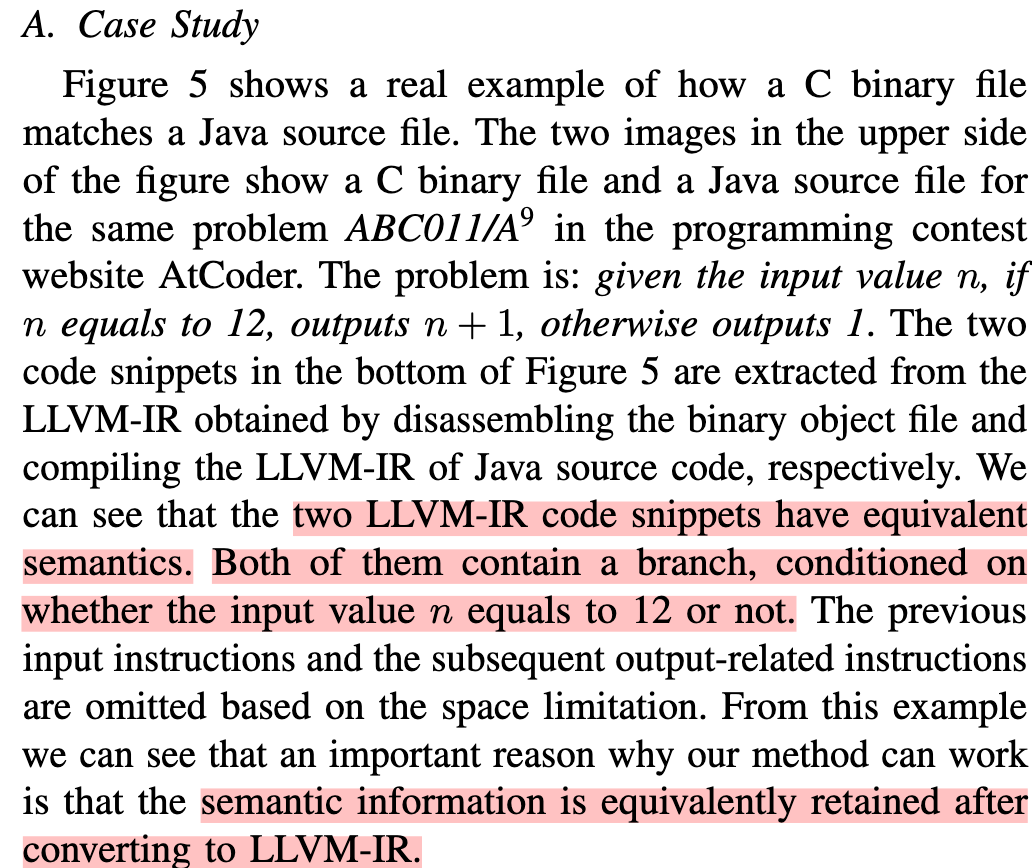 A. Case Study
Figure 5 shows a real example of how a C binary file
matches a Java source file. The two images in the upper side
of the figure show a C binary file and a Java source file for
the same problem ABC011/A⁹ in the programming contest
website AtCoder. The problem is: given the input value n, if
n equals to 12, outputs n + 1, otherwise outputs 1. The two
code snippets in the bottom of Figure 5 are extracted from the
LLVM-IR obtained by disassembling the binary object file and
compiling the LLVM-IR of Java source code, respectively. We
can see that the two LLVM-IR code snippets have equivalent
semantics. Both of them contain a branch, conditioned on
whether the input value n equals to 12 or not. The previous
input instructions and the subsequent output-related instructions
are omitted based on the space limitation. From this example
we can see that an important reason why our method can work
is that the semantic information is equivalently retained after
converting to LLVM-IR.